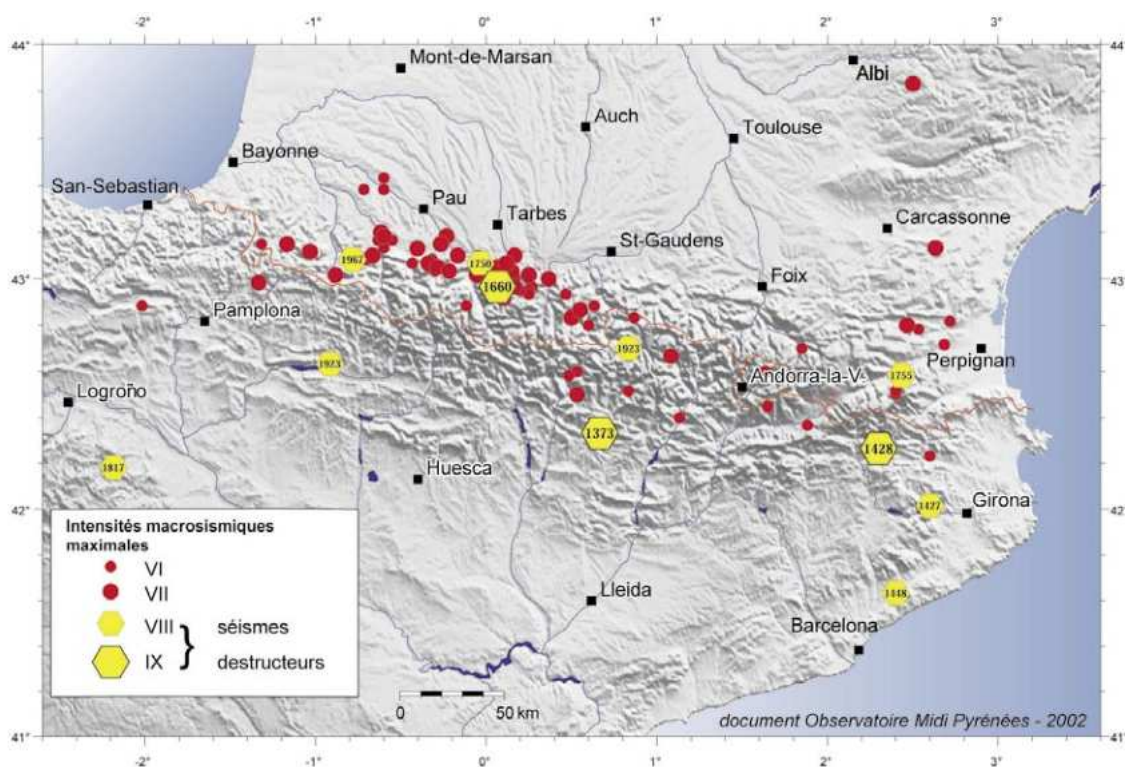 -2° -1° 0° 1° 2° 3°
44° 44°
Mont-de-Marsan
Albi
Auch
Toulouse
Bayonne
San-Sebastian
Pau
Tarbes
Carcassonne
St-Gaudens
1967
1750
43° 43°
1660
Foix
Pamplona
1923
1923
Perpignan
Andorra-la-V.
1755
Logroño
1373
1428
1817
Huesca
42° 42°
1427
Girona
Intensités macrosismiques
maximales
VI
VII
VIII séismes
IX destructeurs
}
Lleida
1448
Barcelona
0 50 km
document Observatoire Midi Pyrénées - 2002
41° 41°
-2° -1° 0° 1° 2° 3°